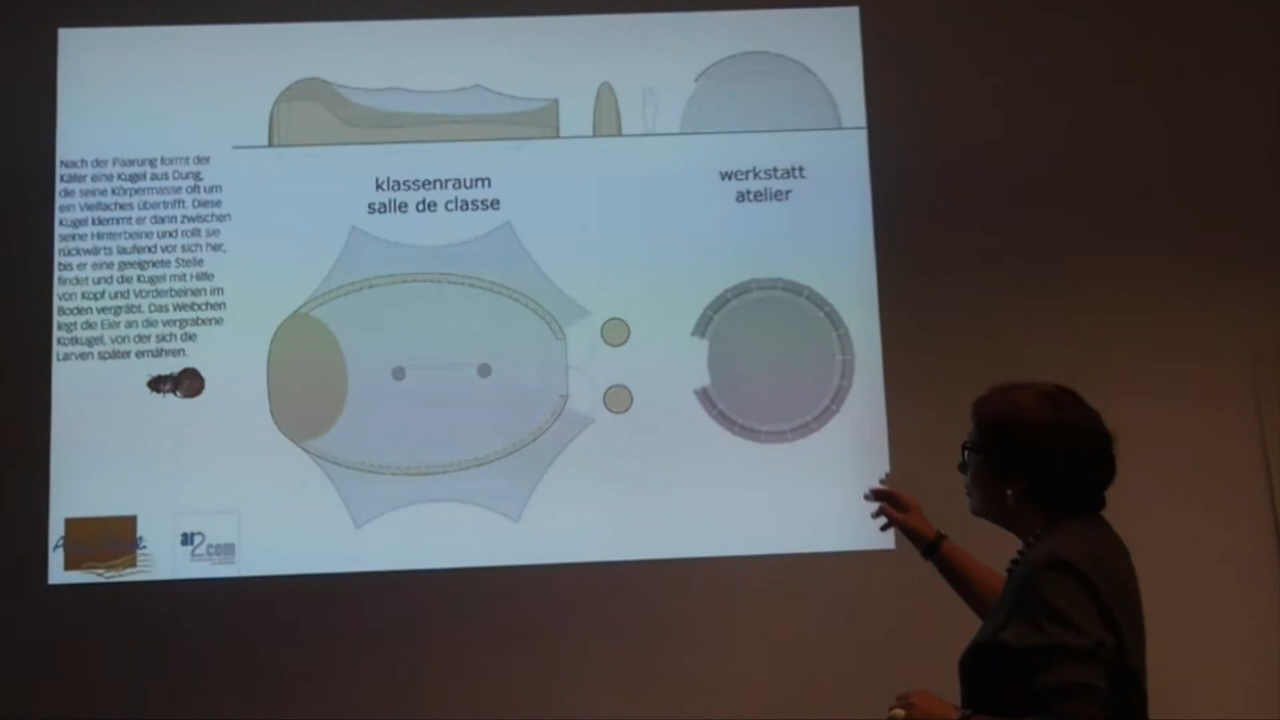 Nach der Paarung formt der
Käfer eine Kugel aus Dung,
die seine Körpermasse oft um
ein Vielfaches übertrifft. Diese
Kugel klemmt er dann zwischen
seine Hinterbeine und rollt sie
rückwärts laufend vor sich her,
bis er eine geeignete Stelle
findet und die Kugel mit Hilfe
von Kopf und Vorderbeinen im
Boden vergräbt. Das Weibchen
legt die Eier an die vergrabene
Kotkugel, von der sich die
Larven später ernähren.
klassenraum
salle de classe
werkstatt
atelier
ar2com